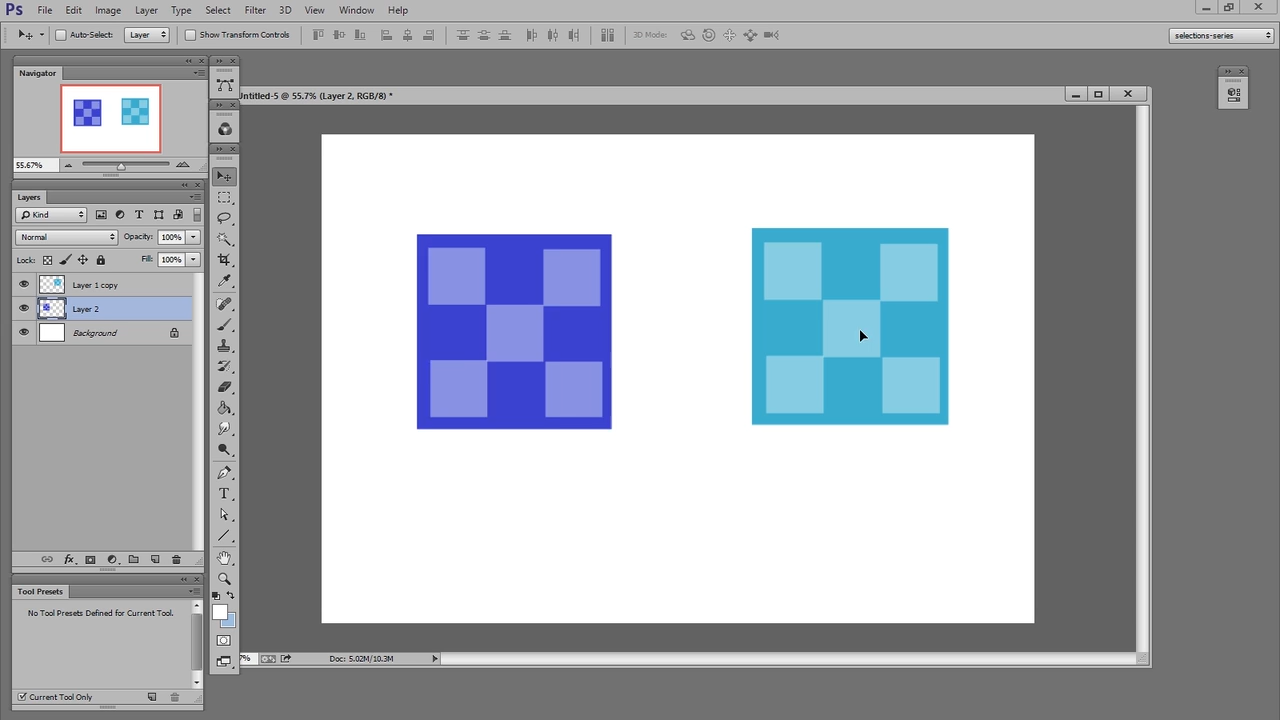 Ps File Edit Image Layer Type Select Filter 3D View Window Help
Auto-Select: Layer Show Transform Controls 3D Mode: selections-series
Navigator
Untitled-5 @ 55.7% (Layer 2, RGB/8) *
55.67%
Layers
Kind
Normal Opacity: 100%
Lock: Fill: 100%
Layer 1 copy
Layer 2
Background
fx
Tool Presets
No Tool Presets Defined for Current Tool.
7% Doc: 5.02M/10.3M
Current Tool Only